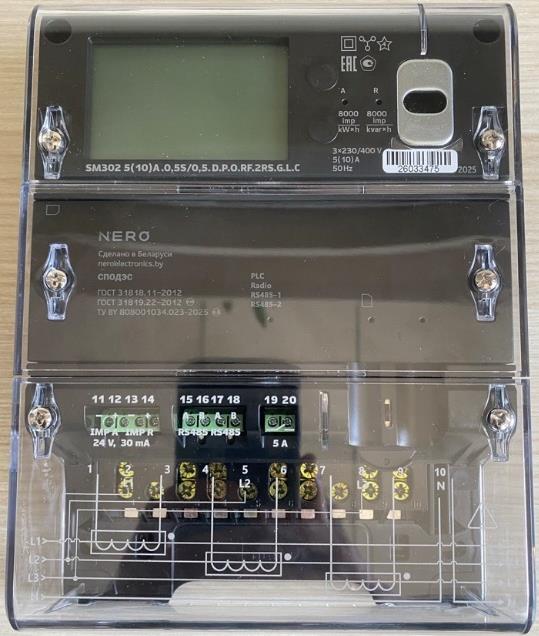 EAC
A R
8000 8000
imp imp
kW×h kvar×h
3×230/400 V
5(10)A
50Hz
26033475
2025
SM302 5(10)A.0,5S/0,5.D.P.O.RF.2RS.G.L.C
NERO
Сделано в Беларуси
neroelectronics.by
СПОДЭС
ГОСТ 31818.11-2012
ГОСТ 31819.22-2012
ТУ BY 808001034.023-2025
PLC
Radio
RS485-1
RS485-2
11 12 13 14 15 16 17 18 19 20
A B A B
IMP IMPR RS485 RS485
24 V, 30 mA 5 A
1 2 3 4 5 6 7 8 9 10
L1 L2 N
L1
L2
L3
N